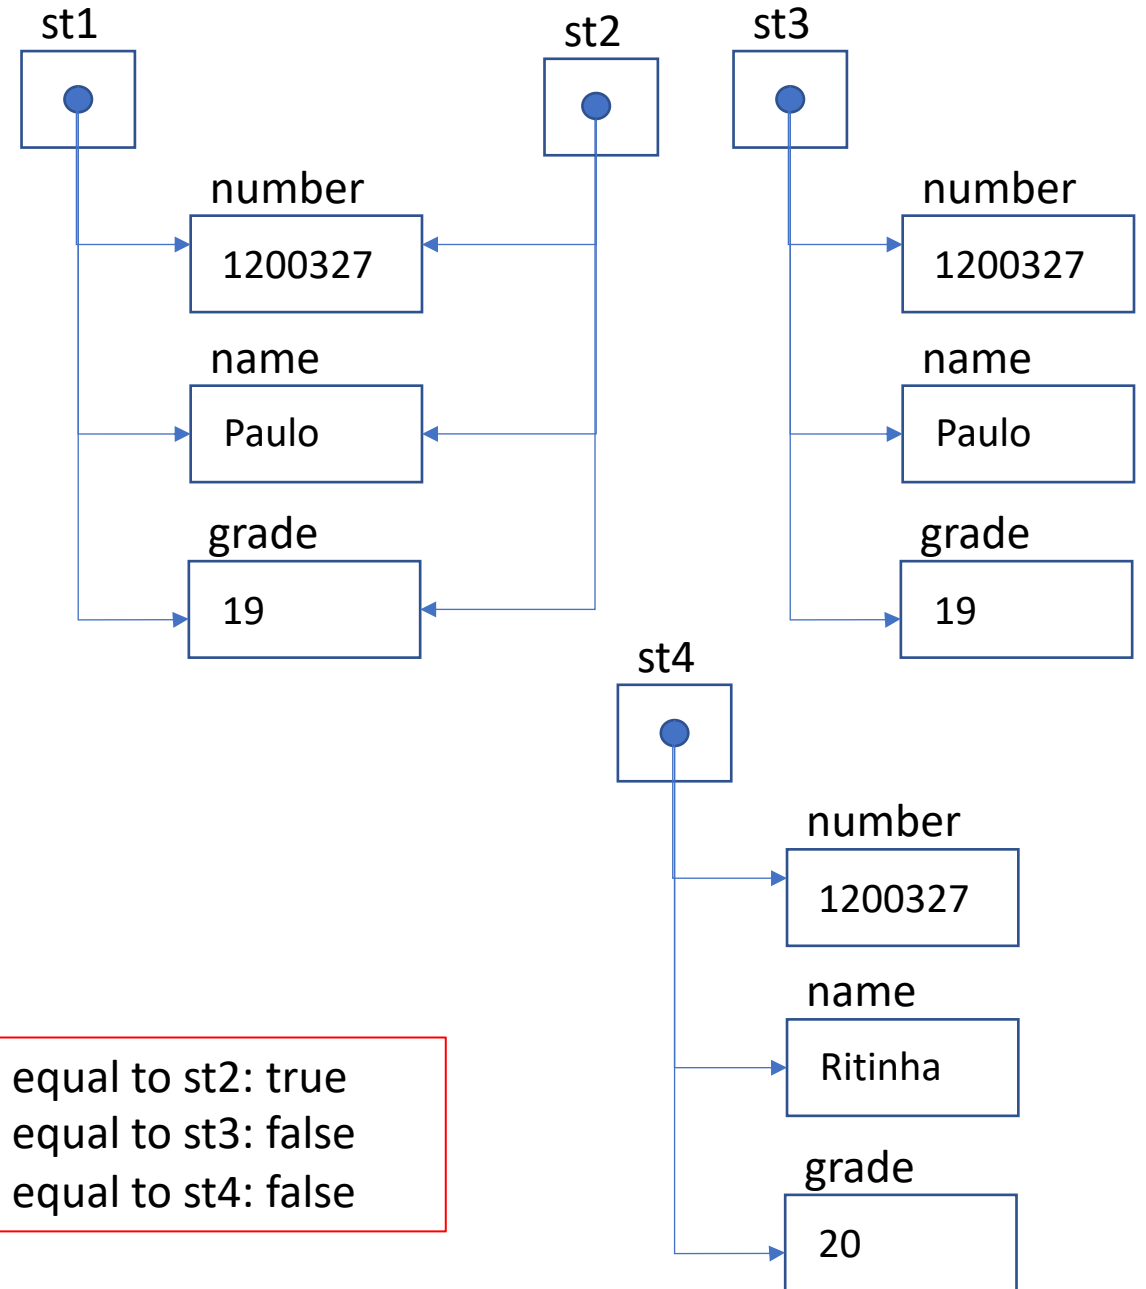 st1
st2
st3
number
1200327
name
Paulo
grade
19
number
1200327
name
Paulo
grade
19
st4
number
1200327
name
Ritinha
grade
20
equal to st2: true
equal to st3: false
equal to st4: false